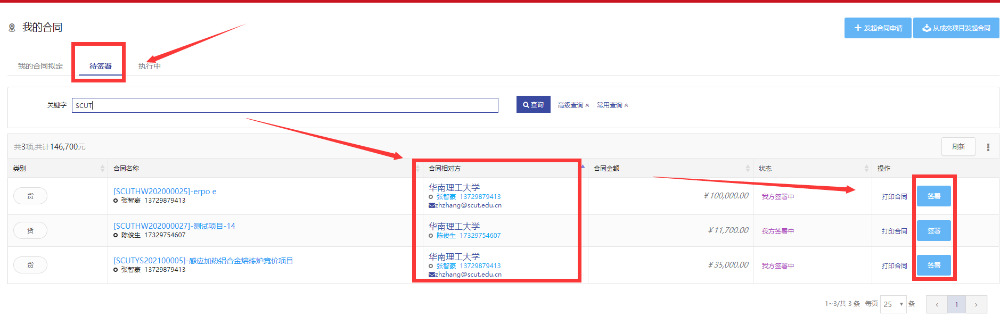 我的合同
发起合同申请
从成交项目发起合同
我的合同拟定
待签署
执行中
关键字
SCUT
查询
高级查询
常用查询
共3项,共计146,700元
刷新
类别
合同名称
合同相对方
合同金额
状态
操作
货
[SCUTHW202000025]-erpo e
张智豪 13729879413
华南理工大学
张智豪 13729879413
zhzhang@scut.edu.cn
¥100,000.00
我方签署中
打印合同
签署
货
[SCUTHW202000027]-测试项目-14
陈俊生 17329754607
华南理工大学
陈俊生 17329754607
¥11,700.00
我方签署中
打印合同
签署
货
[SCUTYS202100005]-感应加热铝合金熔炼炉竞价项目
张智豪 13729879413
华南理工大学
张智豪 13729879413
zhzhang@scut.edu.cn
¥35,000.00
我方签署中
打印合同
签署
1~3/共 3 条 每页 25 条
‹ 1 ›